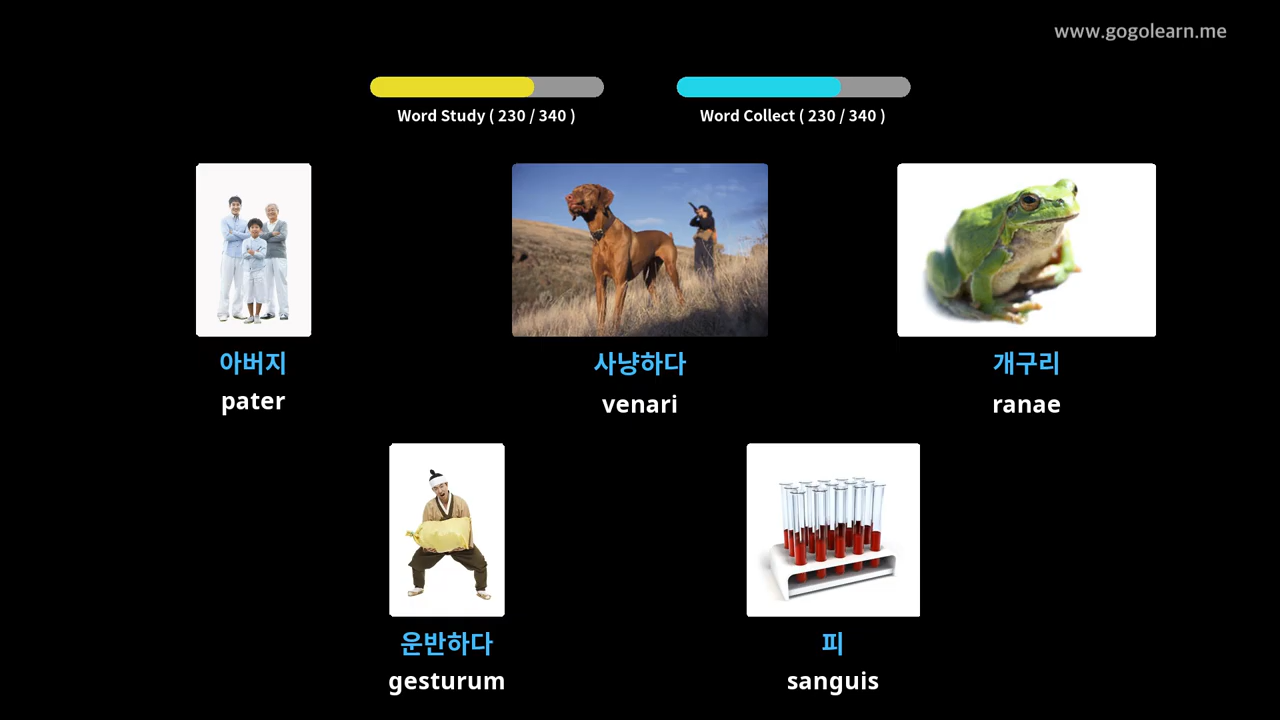 www.gogolearn.me
Word Study ( 230 / 340 )
Word Collect ( 230 / 340 )
아버지
pater
사냥하다
venari
개구리
ranae
운반하다
gesturum
피
sanguis